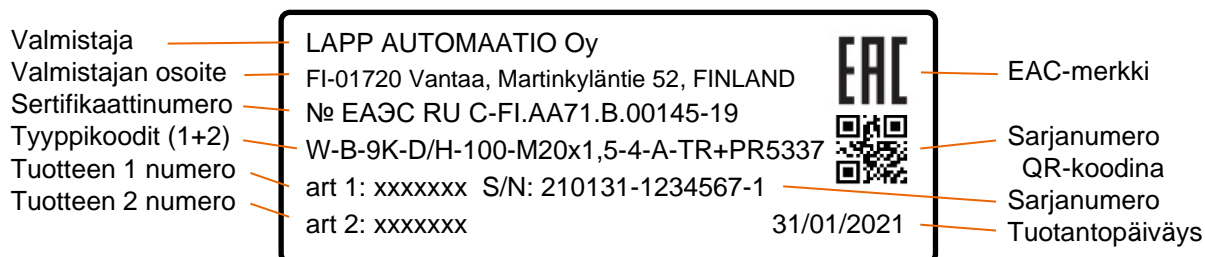 Valmistaja
Valmistajan osoite
Sertifikaattinumero
Tyyppikoodit (1+2)
Tuotteen 1 numero
Tuotteen 2 numero
LAPP AUTOMAATIO Oy
FI-01720 Vantaa, Martinkyläntie 52, FINLAND
№ ЕАЭС RU C-FI.AA71.B.00145-19
W-B-9K-D/H-100-M20x1,5-4-A-TR+PR5337
art 1: xxxxxxx S/N: 210131-1234567-1
art 2: xxxxxxx 31/01/2021
EAC
EAC-merkki
Sarjanumero
QR-koodina
Sarjanumero
Tuotantopäiväys